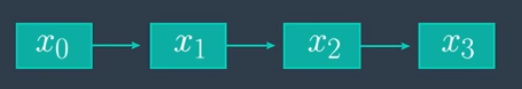 x₀ x₁ x₂ x₃